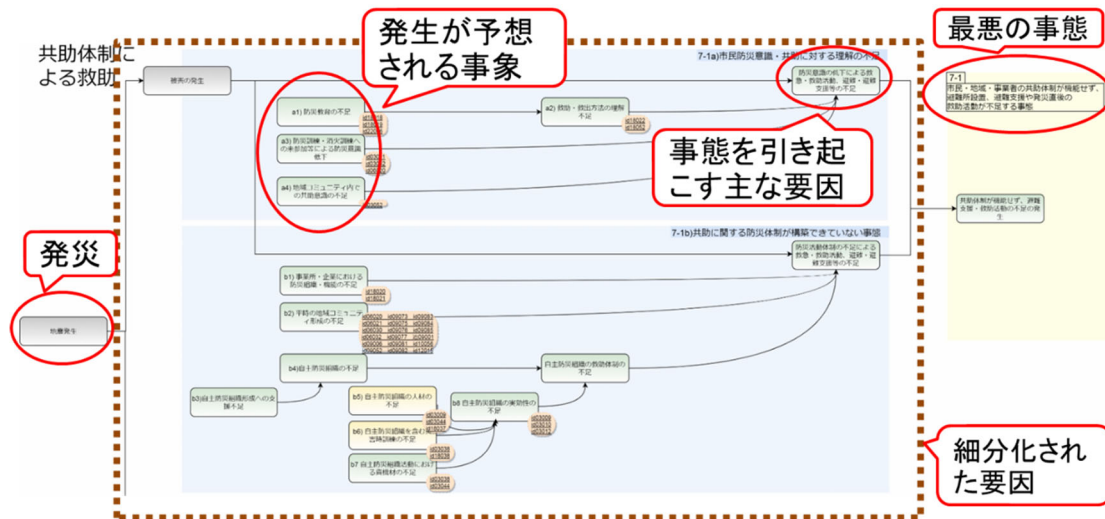 共助体制に
よる救助
発生が予想
される事象
最悪の事態
7-1a)市民防災意識・共助に対する理解の不足
被害の発生
防災意識の低下による救
急・救助活動、避難・避難
支援等の不足
7-1
市民・地域・事業者の共助体制が機能せず、
避難所設置、避難支援や発災直後の
救助活動が不足する事態
a1) 防災教育の不足
a2) 救助・救出方法の理解
不足
id16022
id16052
a3) 防災訓練・消火訓練へ
の未参加等による防災意識
低下
事態を引き起
こす主な要因
a4) 地域コミュニティ内で
の共助意識の不足
共助体制が機能せず、避難
支援・救助活動の不足の発
生
7-1b)共助に関する防災体制が構築できていない事態
発災
防災活動体制の不足による
救急・救助活動、避難・避
難支援等の不足
b1) 事業所・企業における
防災組織・機能の不足
id16020
id16021
地震発生
b2) 平時の地域コミュニテ
ィ形成の不足
b4)自主防災組織の不足
自主防災組織の救助体制の
不足
b3)自主防災組織形成への支
援不足
b5) 自主防災組織の人材の
不足
b8 自主防災組織の実効性の
不足
id03009
id03044
id03009
id03010
b6) 自主防災組織を含む
害時訓練の不足
id03038
b7 自主防災組織活動におけ
る資機材の不足
id03038
id03044
細分化され
た要因